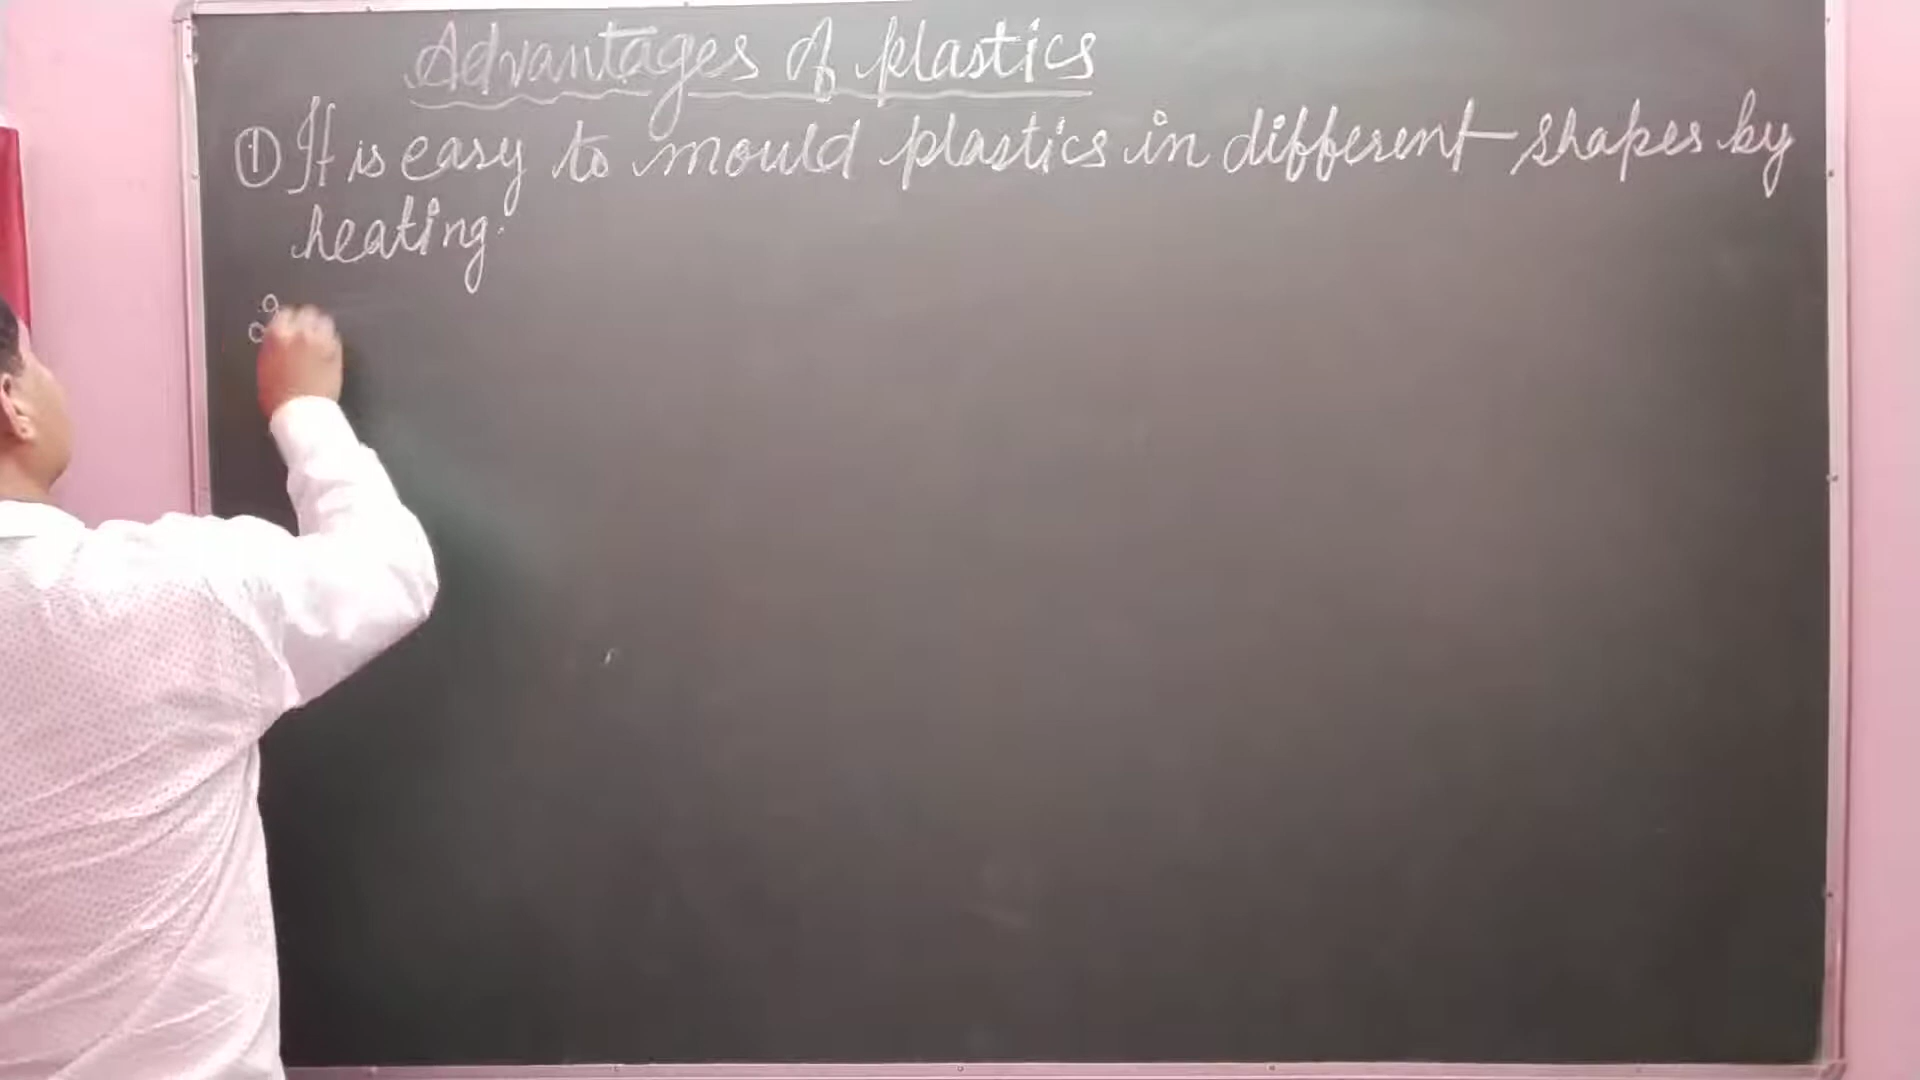 Advantages of plastics
① It is easy to mould plastics in different shapes by
heating.